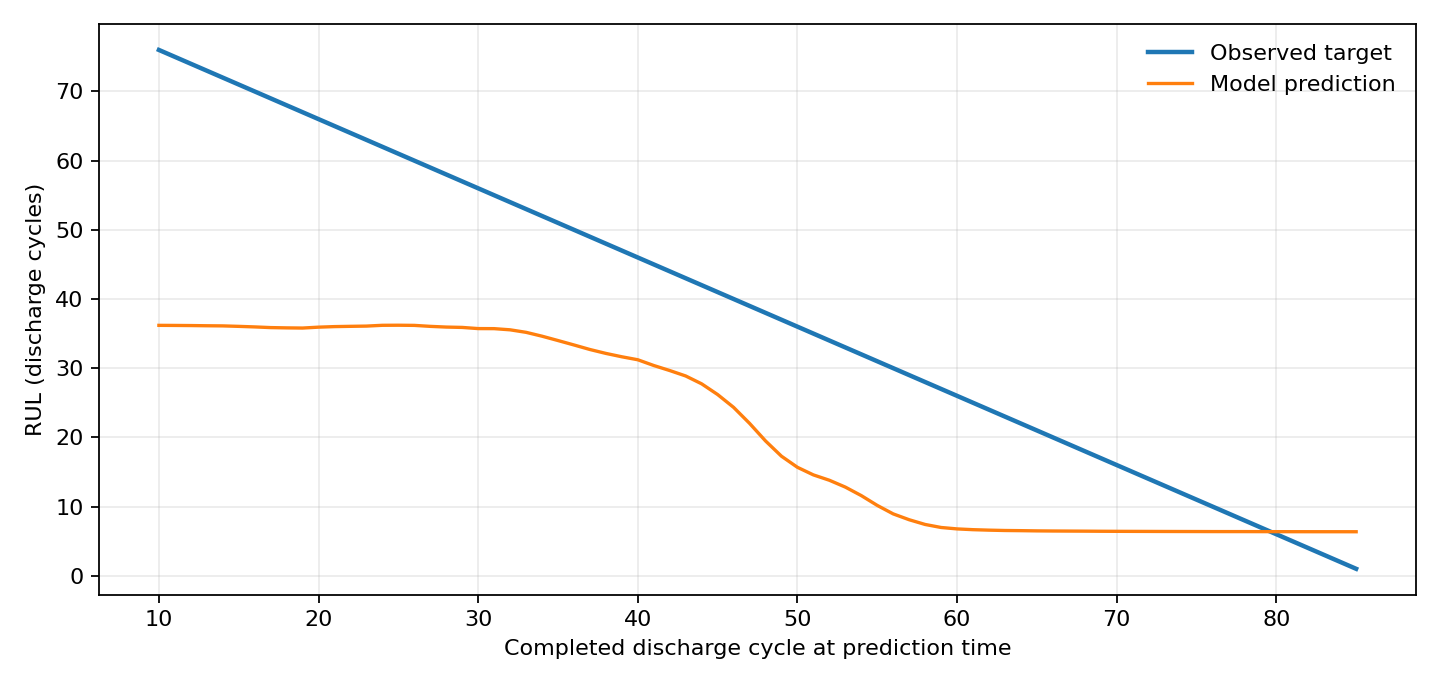 Observed target
Model prediction
RUL (discharge cycles)
70
60
50
40
30
20
10
0
10 20 30 40 50 60 70 80
Completed discharge cycle at prediction time